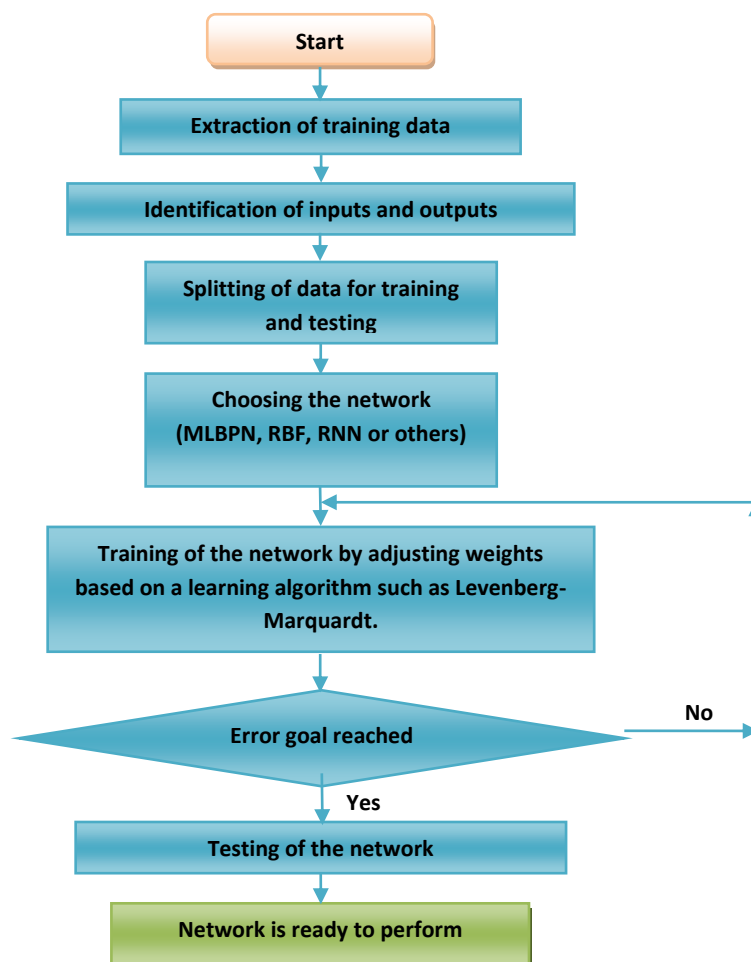 Start
Extraction of training data
Identification of inputs and outputs
Splitting of data for training
and testing
Choosing the network
(MLBPN, RBF, RNN or others)
Training of the network by adjusting weights
based on a learning algorithm such as Levenberg-
Marquardt.
Error goal reached
No
Yes
Testing of the network
Network is ready to perform